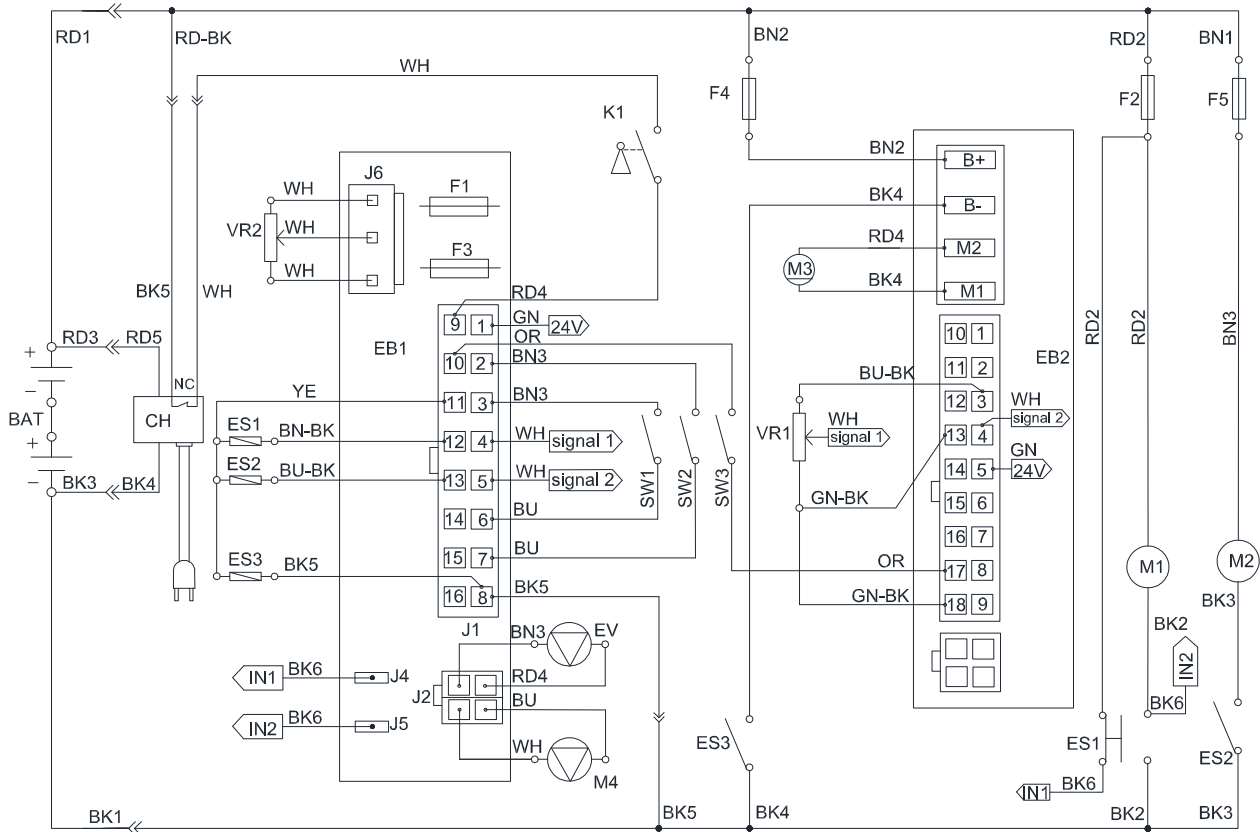 RD1
RD-BK
BN2
RD2
BN1
WH
F4
F2
F5
K1
J6
F1
WH
VR2
WH
WH
F3
BN2
B+
BK4
B-
RD4
M2
M3
BK4
M1
BK5
WH
RD4
9
1
GN
24V
OR
EB1
10
2
BN3
RD3
RD5
+
-
NC
BAT
CH
+
-
BK3
BK4
YE
11
3
BN3
ES1
BN-BK
12
4
WH
signal 1
ES2
BU-BK
13
5
WH
signal 2
14
6
BU
15
7
BU
ES3
BK5
16
8
BK5
SW1
SW2
SW3
10
1
EB2
11
2
BU-BK
12
3
WH
signal 2
VR1
WH
signal 1
13
4
GN
14
5
24V
GN-BK
15
6
16
7
OR
17
8
GN-BK
18
9
RD2
RD2
BN3
M1
M2
BK3
BK2
IN2
BK6
J1
BN3
EV
RD4
J2
BU
WH
M4
IN1
BK6
J4
IN2
BK6
J5
ES3
ES1
ES2
IN1
BK6
BK1
BK5
BK4
BK2
BK3